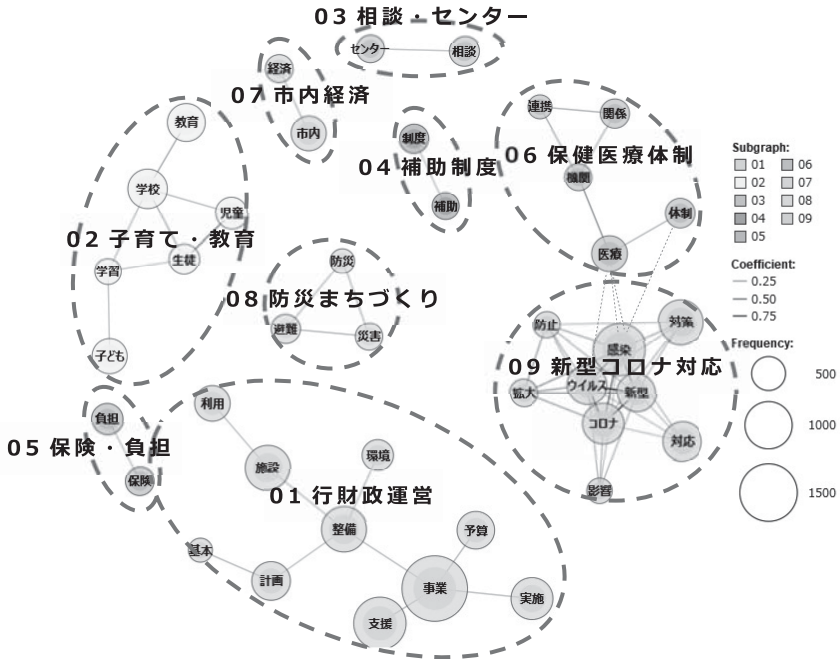 03 相談・センター
センター
相談
経済
07 市内経済
市内
教育
学校
児童
02 子育て・教育
学習
生徒
子ども
制度
04 補助制度
補助
連携
関係
06 保健医療体制
機関
体制
医療
防災
08 防災まちづくり
避難
災害
防止
対策
感染
09 新型コロナ対応
拡大
ウイルス
新型
コロナ
対応
影響
負担
05 保険・負担
保険
利用
施設
環境
01 行財政運営
整備
予算
基本
計画
事業
支援
実施
Subgraph:
01 06
02 07
03 08
04 09
05
Coefficient:
0.25
0.50
0.75
Frequency:
500
1000
1500